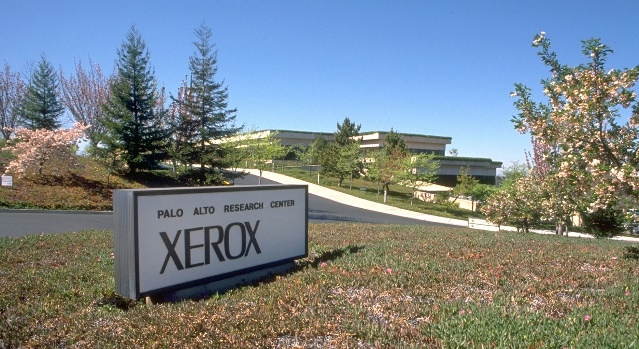 PALO ALTO RESEARCH CENTER
XEROX